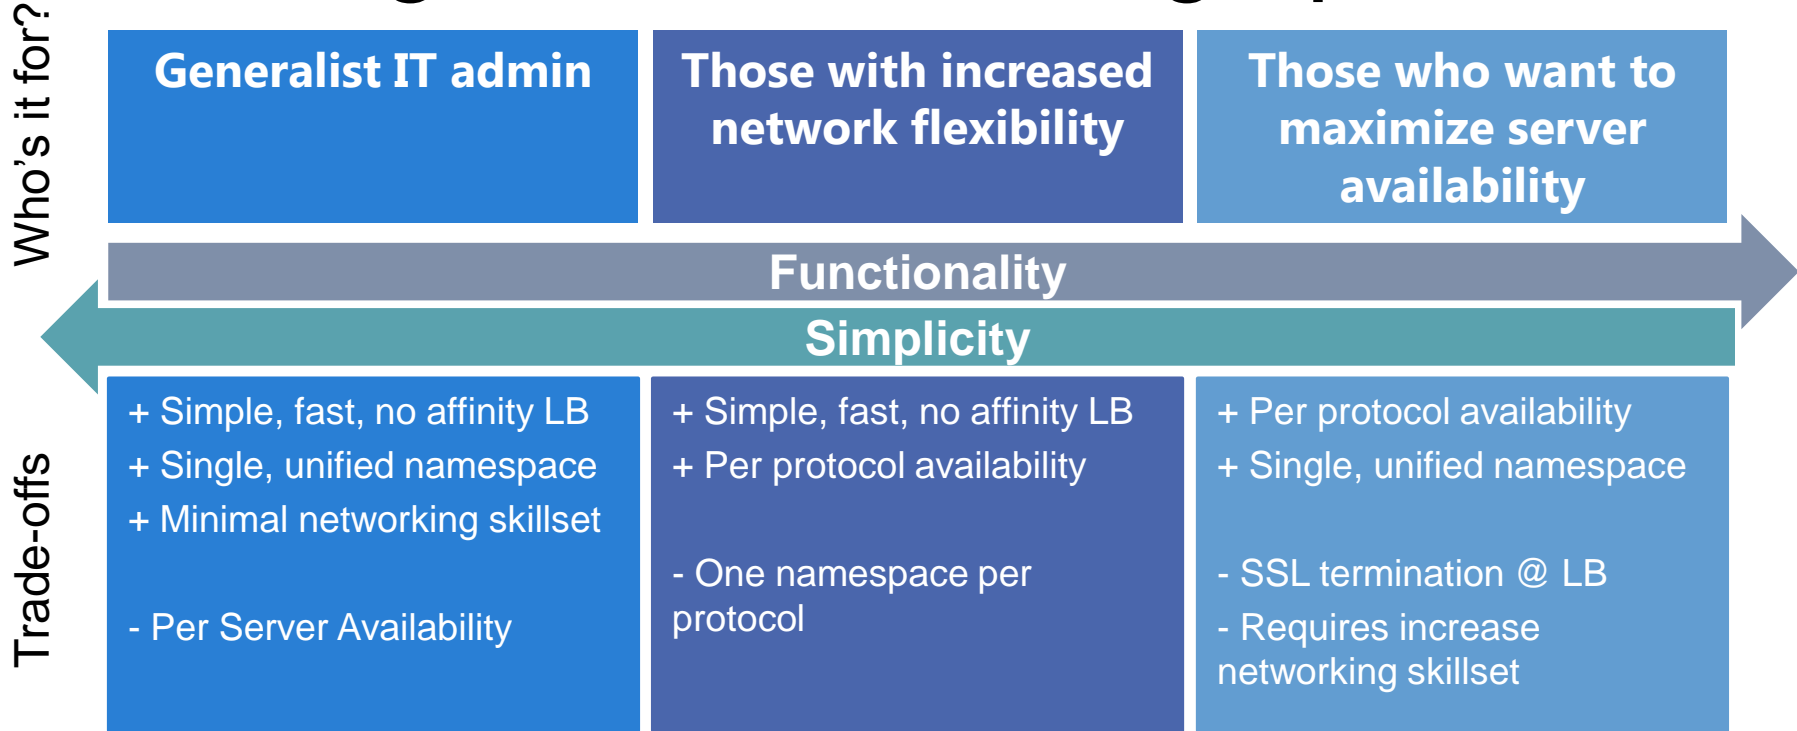 Who's it for?
Generalist IT admin
Those with increased
network flexibility
Those who want to
maximize server
availability
Functionality
Simplicity
Trade-offs
+ Simple, fast, no affinity LB
+ Single, unified namespace
+ Minimal networking skillset
- Per Server Availability
+ Simple, fast, no affinity LB
+ Per protocol availability
- One namespace per
protocol
+ Per protocol availability
+ Single, unified namespace
- SSL termination @ LB
- Requires increase
networking skillset